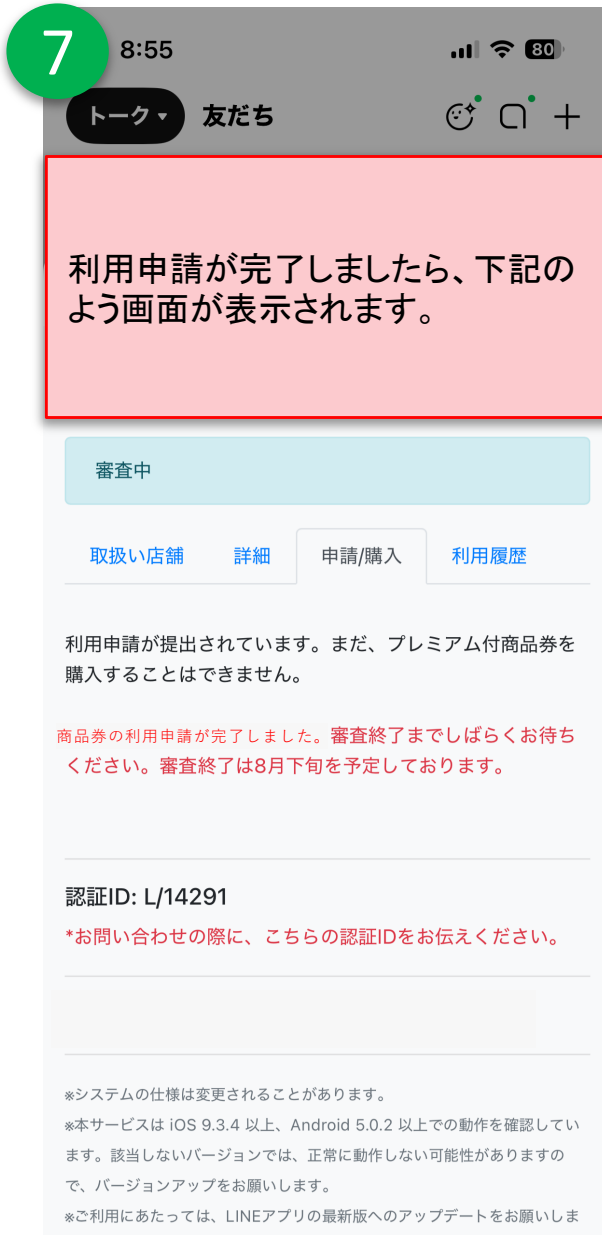 7
8:55
80
トーク
友だち
利用申請が完了しましたら、下記の
よう画面が表示されます。
審査中
取扱い店舗 詳細 申請/購入 利用履歴
利用申請が提出されています。まだ、プレミアム付商品券を
購入することはできません。
商品券の利用申請が完了しました。審査終了までしばらくお待ち
ください。審査終了は8月下旬を予定しております。
認証ID: L/14291
*お問い合わせの際に、こちらの認証IDをお伝えください。
※システムの仕様は変更されることがあります。
※本サービスは iOS 9.3.4 以上、Android 5.0.2 以上での動作を確認してい
ます。該当しないバージョンでは、正常に動作しない可能性がありますの
で、バージョンアップをお願いします。
※ご利用にあたっては、LINEアプリの最新版へのアップデートをお願いしま